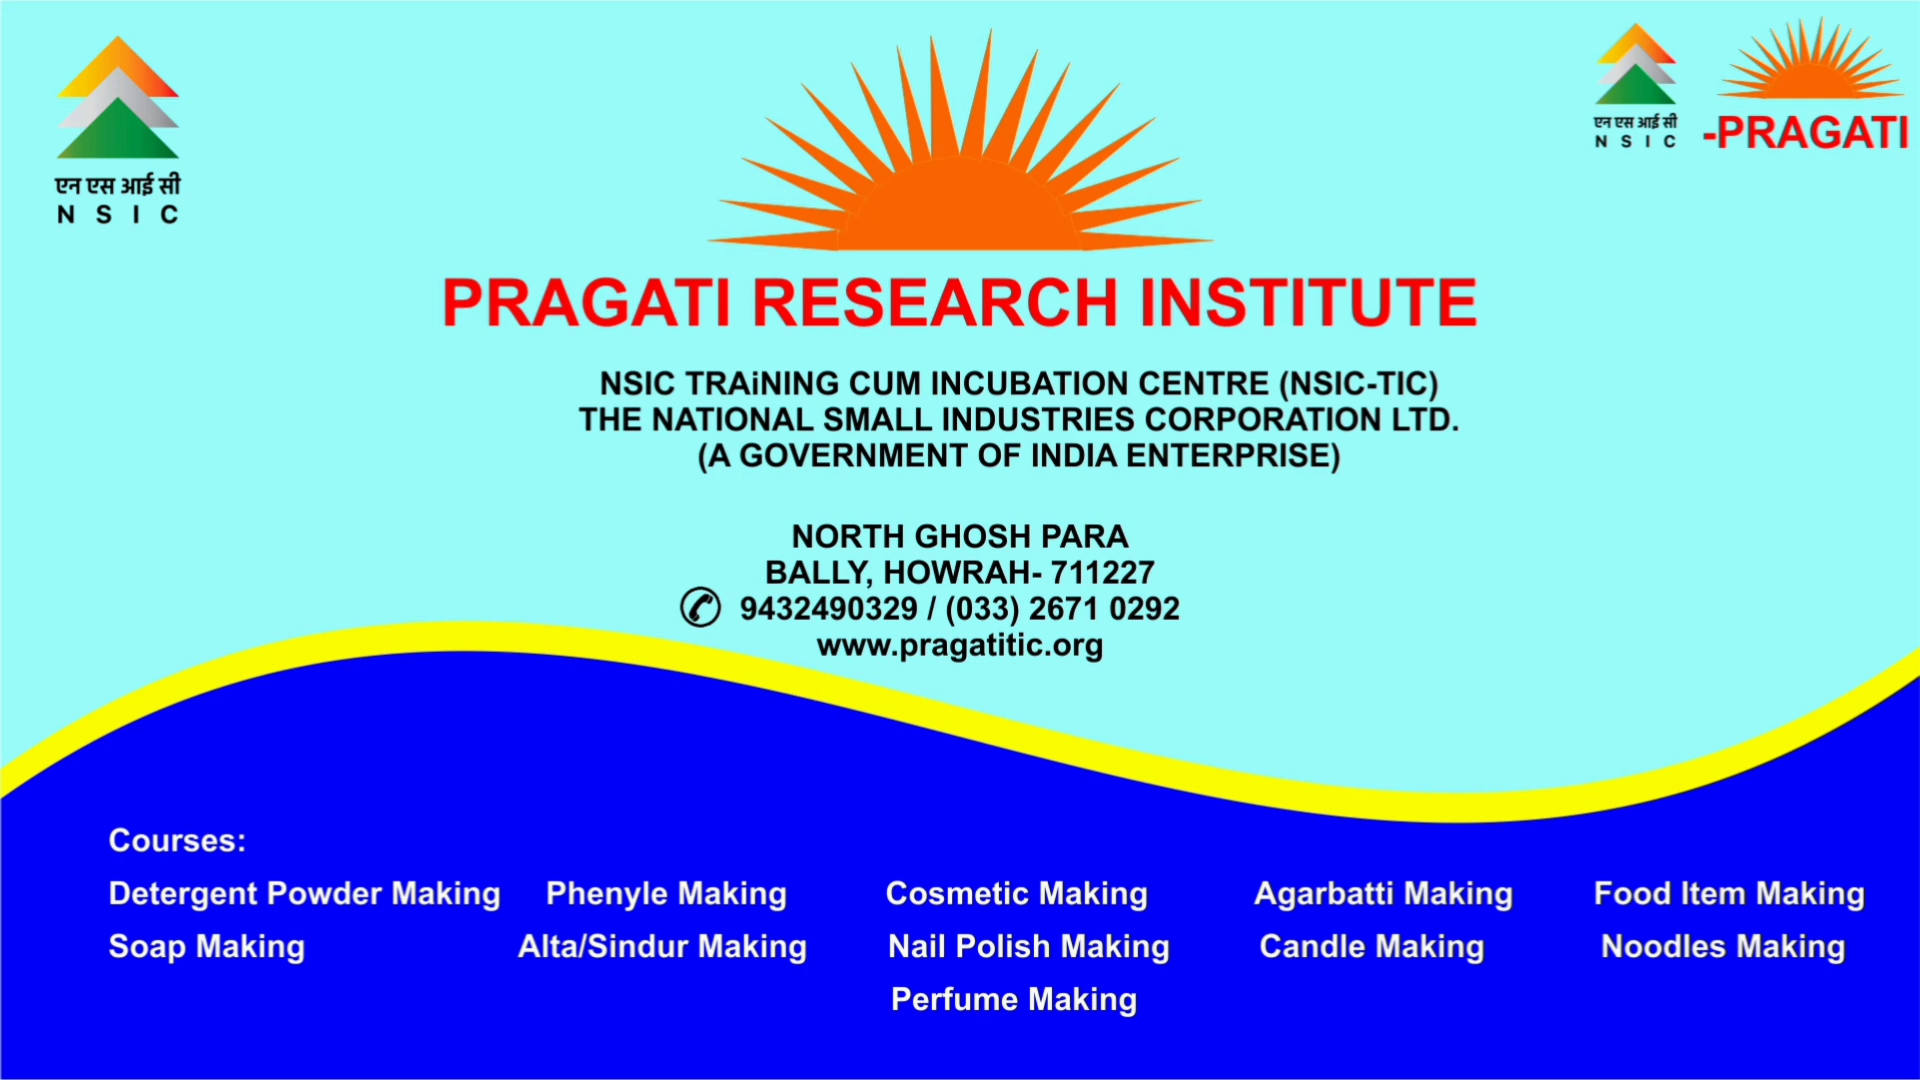 एन एस आई सी
N S I C
एन एस आई सी
N S I C
-PRAGATI
PRAGATI RESEARCH INSTITUTE
NSIC TRAiNING CUM INCUBATION CENTRE (NSIC-TIC)
THE NATIONAL SMALL INDUSTRIES CORPORATION LTD.
(A GOVERNMENT OF INDIA ENTERPRISE)
NORTH GHOSH PARA
BALLY, HOWRAH- 711227
9432490329 / (033) 2671 0292
www.pragatitic.org
Courses:
Detergent Powder Making Phenyle Making Cosmetic Making Agarbatti Making Food Item Making
Soap Making Alta/Sindur Making Nail Polish Making Candle Making Noodles Making
Perfume Making